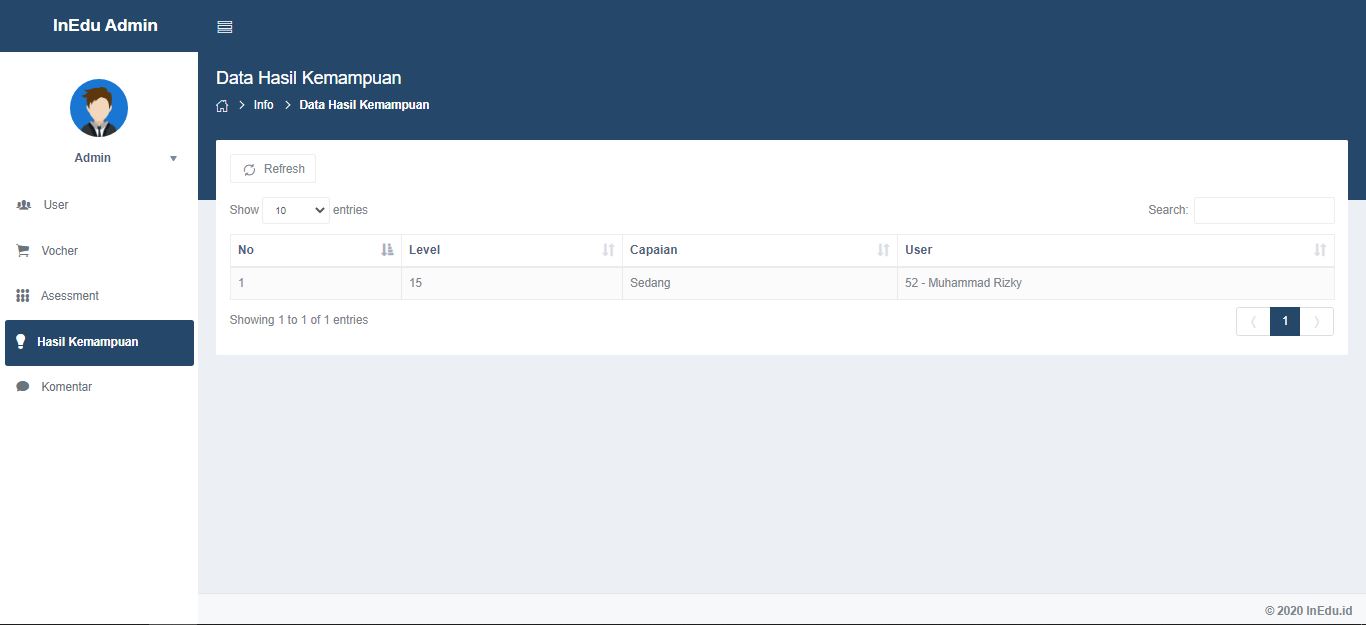 InEdu Admin
Admin
User
Vocher
Asessment
Hasil Kemampuan
Komentar
Data Hasil Kemampuan
Info
Data Hasil Kemampuan
Refresh
Show 10 entries
Search:
No Level Capaian User
1 15 Sedang 52 - Muhammad Rizky
Showing 1 to 1 of 1 entries
1
© 2020 InEdu.id